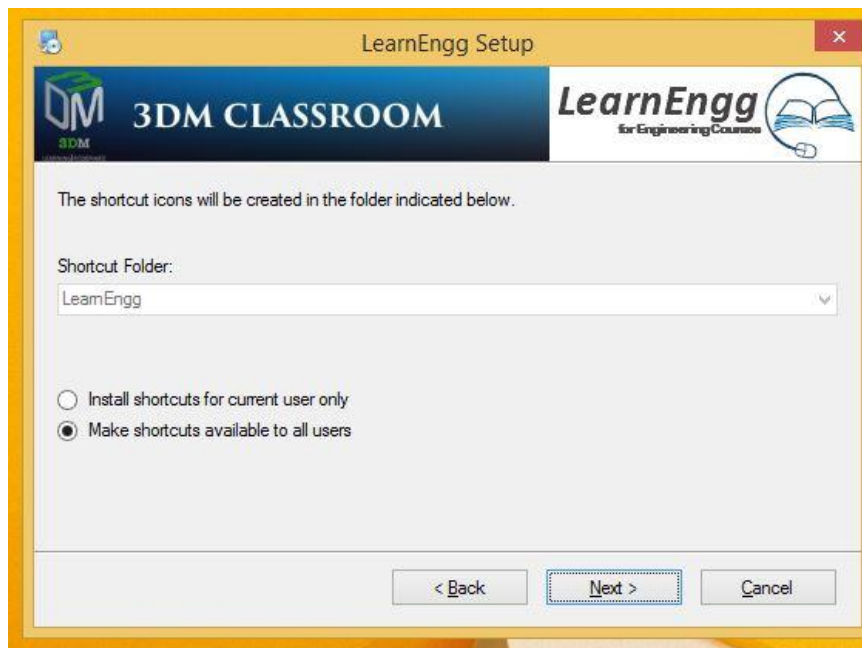 LearnEngg Setup
3DM
3DM CLASSROOM
LearnEngg
for Engineering Courses
The shortcut icons will be created in the folder indicated below.
Shortcut Folder:
LearnEngg
Install shortcuts for current user only
Make shortcuts available to all users
< Back
Next >
Cancel